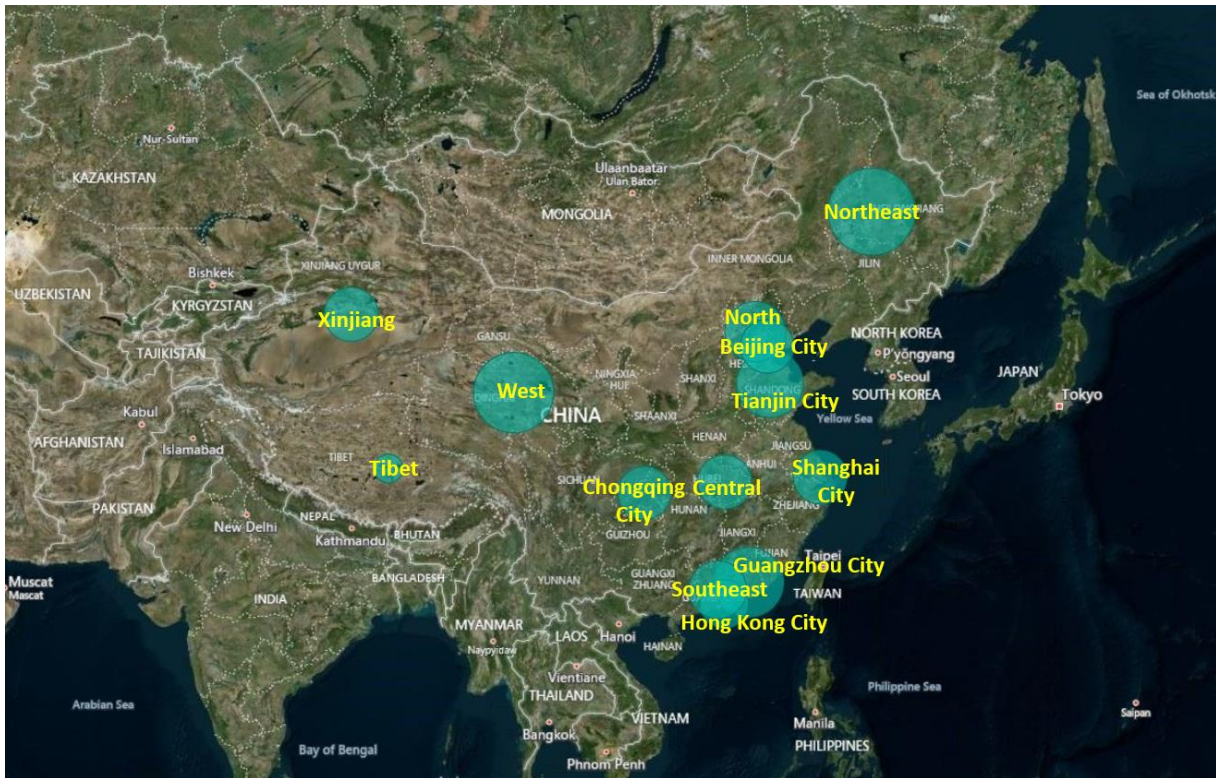 Sea of Okhotsk
Nur-Sultan
KAZAKHSTAN
Ulaanbaatar
Ulan Bator
MONGOLIA
Northeast
INNER MONGOLIA
JILIN
XINJIANG UYGUR
Bishkek
UZBEKISTAN
KYRGYZSTAN
Xinjiang
TAJIKISTAN
GANSU
North
Beijing City
NORTH KOREA
P'yŏngyang
Seoul
SOUTH KOREA
JAPAN
Tokyo
NINGXIA
HUE
SHANXI
SHANDONG
Tianjin City
West
CHINA
SHAANXI
Yellow Sea
Kabul
AFGHANISTAN
Islamabad
HENAN
JIANGSU
TIBET
Tibet
SICHUAN
Chongqing
City
Central
ANHUI
Shanghai
City
ZHEJIANG
HUNAN
PAKISTAN
New Delhi
NEPAL
Kathmandu
BHUTAN
GUIZHOU
JIANGXI
FUJIAN
Taipei
Guangzhou City
TAIWAN
Muscat
Mascat
INDIA
BANGLADESH
YUNNAN
GUANGXI
ZHUANG
Southeast
Hong Kong City
MYANMAR
Naypyidaw
LAOS
Hanoi
HAINAN
Vientiane
THAILAND
VIETNAM
Philippine Sea
Arabian Sea
Bay of Bengal
Bangkok
Phnom Penh
Manila
PHILIPPINES
Saipan